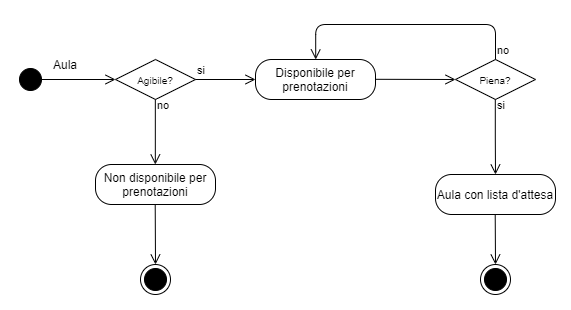 Aula
Agibile?
si
no
Disponibile per
prenotazioni
Piena?
no
si
Non disponibile per
prenotazioni
Aula con lista d'attesa